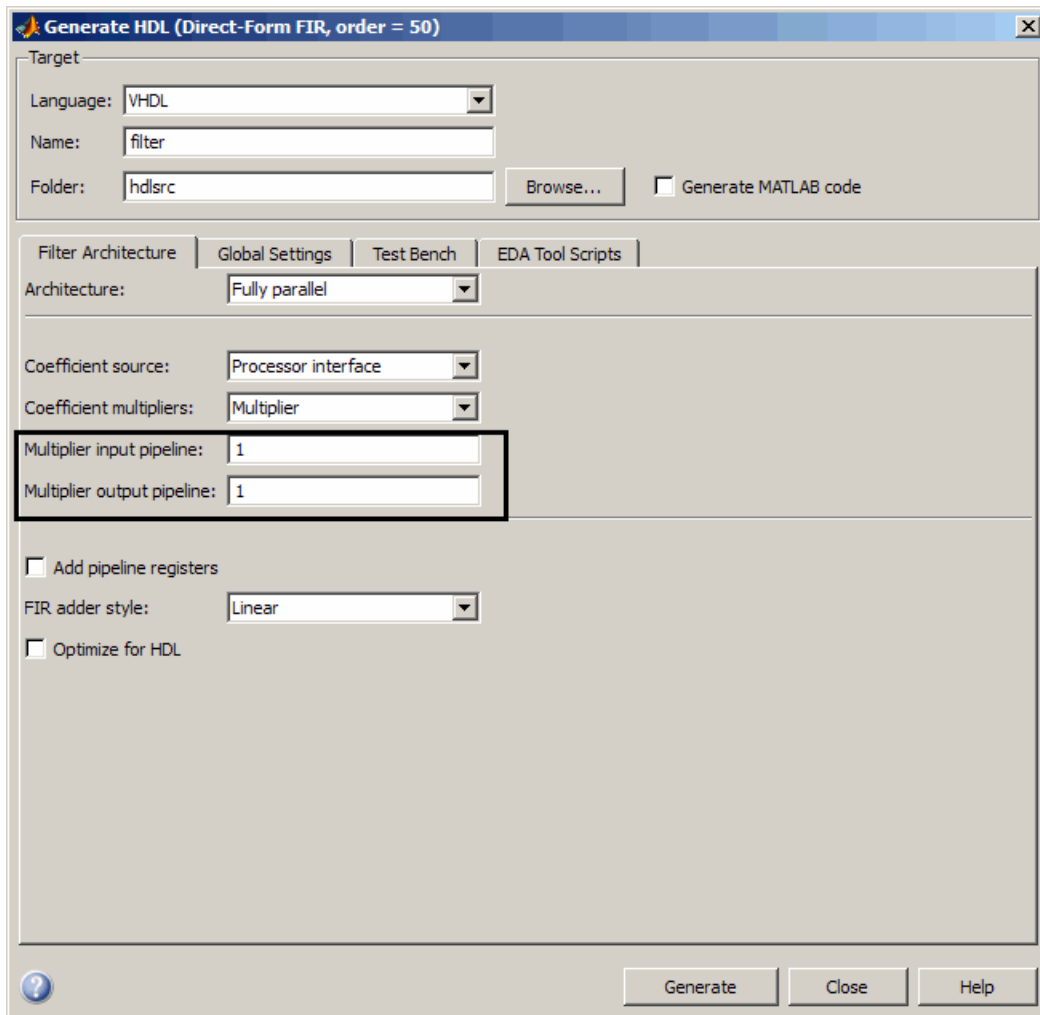 Generate HDL (Direct-Form FIR, order = 50)
Target
Language: VHDL
Name: filter
Folder: hdlsrc Browse... Generate MATLAB code
Filter Architecture Global Settings Test Bench EDA Tool Scripts
Architecture: Fully parallel
Coefficient source: Processor interface
Coefficient multipliers: Multiplier
Multiplier input pipeline: 1
Multiplier output pipeline: 1
Add pipeline registers
FIR adder style: Linear
Optimize for HDL
? Generate Close Help